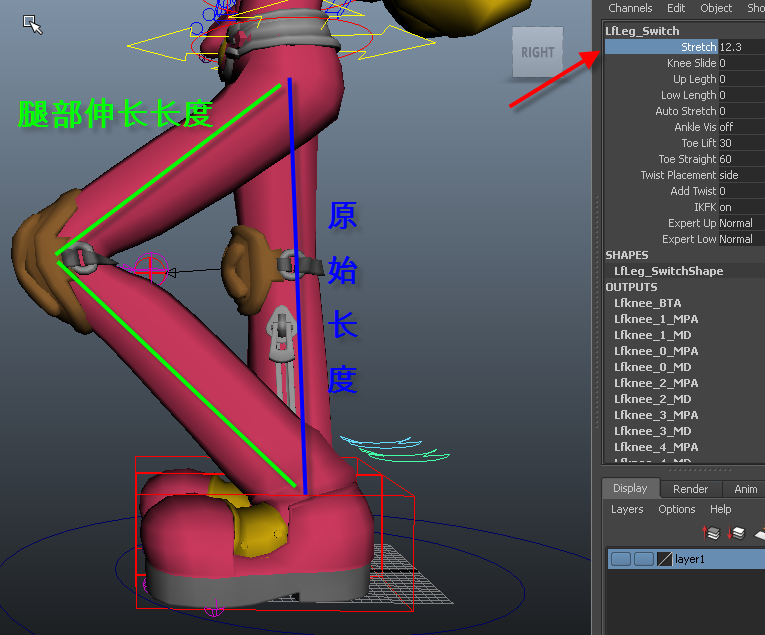 Channels Edit Object Sho
LfLeg_Switch
Stretch 12.3
Knee Slide 0
Up Legth 0
Low Length 0
Auto Stretch 0
Ankle Vis off
Toe Lift 30
Toe Straight 60
Twist Placement side
Add Twist 0
IKFK on
Expert Up Normal
Expert Low Normal
SHAPES
LfLeg_SwitchShape
OUTPUTS
Lfknee_BTA
Lfknee_1_MPA
Lfknee_1_MD
Lfknee_0_MPA
Lfknee_0_MD
Lfknee_2_MPA
Lfknee_2_MD
Lfknee_3_MPA
Lfknee_3_MD
Lfknee_4_MPA
RIGHT
腿部伸长长度
原
始
长
度
Display Render Anim
Layers Options Help
layer1